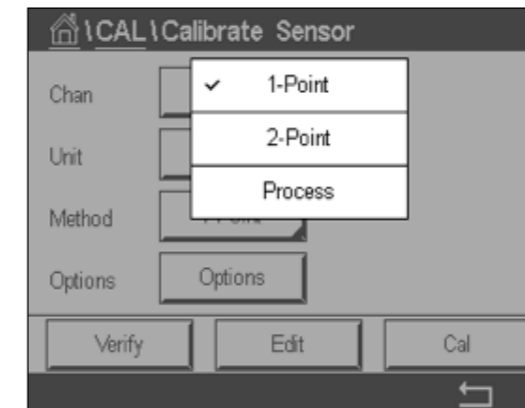 \CAL\Calibrate Sensor
Chan
✓ 1-Point
Unit
2-Point
Process
Method
Options Options
Verify Edit Cal